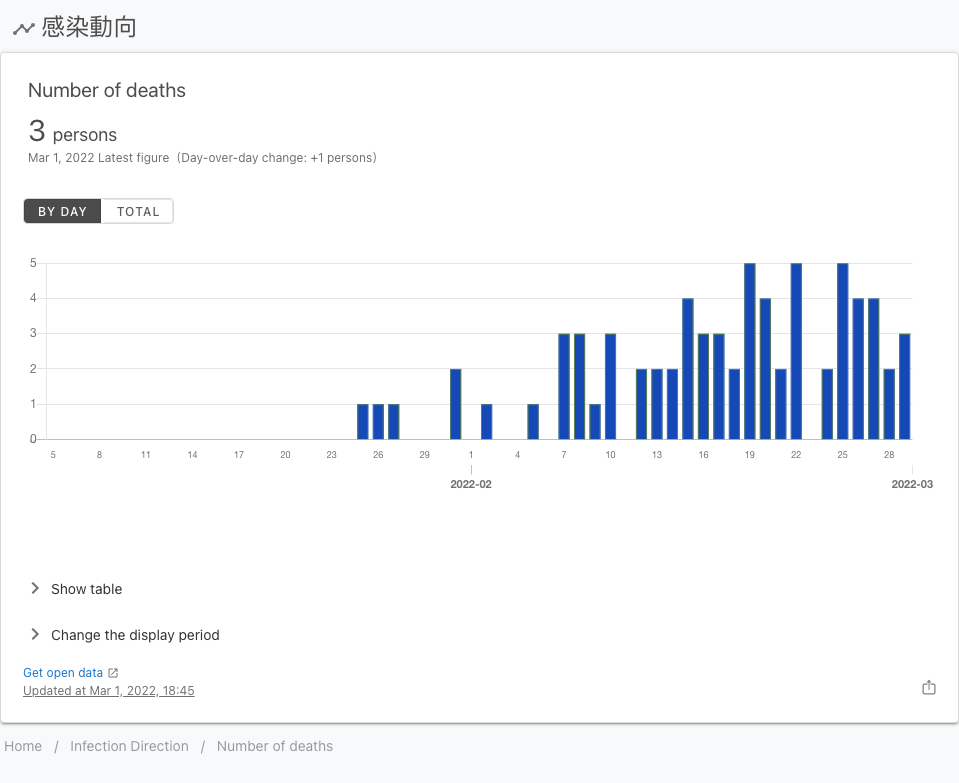 感染動向
Number of deaths
3 persons
Mar 1, 2022 Latest figure (Day-over-day change: +1 persons)
BY DAY TOTAL
5
4
3
2
1
0
5 8 11 14 17 20 23 26 29 1 4 7 10 13 16 19 22 25 28
2022-02 2022-03
Show table
Change the display period
Get open data
Updated at Mar 1, 2022, 18:45
Home / Infection Direction / Number of deaths